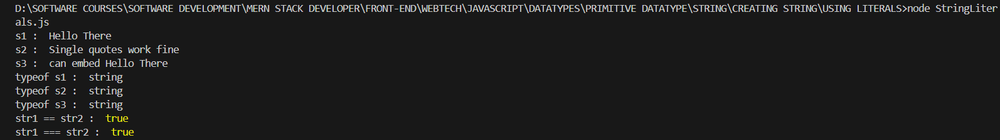 D:\SOFTWARE COURSES\SOFTWARE DEVELOPMENT\MERN STACK DEVELOPER\FRONT-END\WEBTECH\JAVASCRIPT\DATATYPES\PRIMITIVE DATATYPE\STRING\CREATING STRING\USING LITERALS>node StringLiter
als.js
s1 :  Hello There
s2 :  Single quotes work fine
s3 :  can embed Hello There
typeof s1 :  string
typeof s2 :  string
typeof s3 :  string
str1 == str2 :  true
str1 === str2 :  true